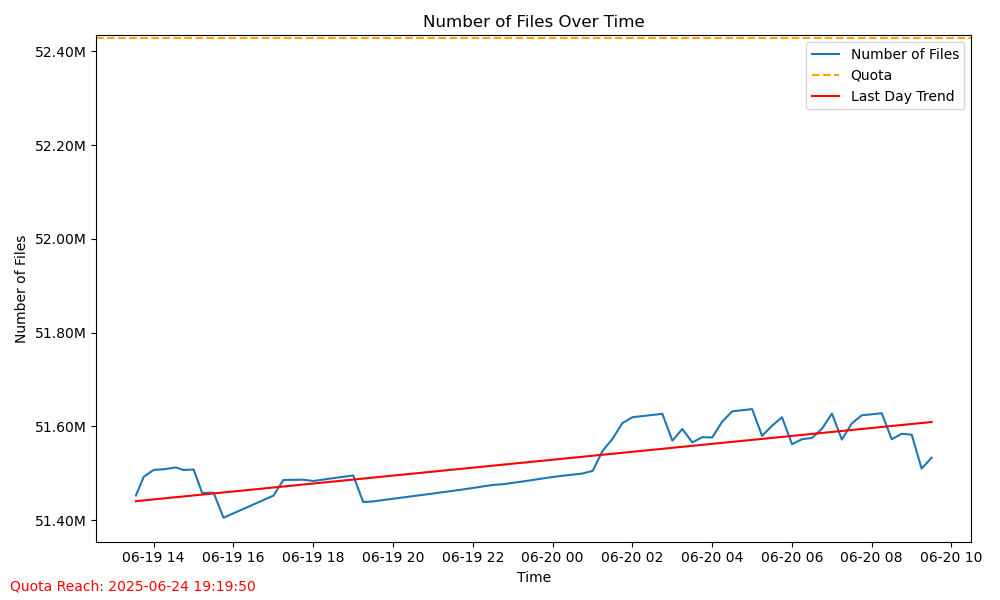 Number of Files Over Time
Number of Files
Quota
Last Day Trend
52.40M
52.20M
52.00M
51.80M
51.60M
51.40M
Number of Files
06-19 14
06-19 16
06-19 18
06-19 20
06-19 22
06-20 00
06-20 02
06-20 04
06-20 06
06-20 08
06-20 10
Time
Quota Reach: 2025-06-24 19:19:50